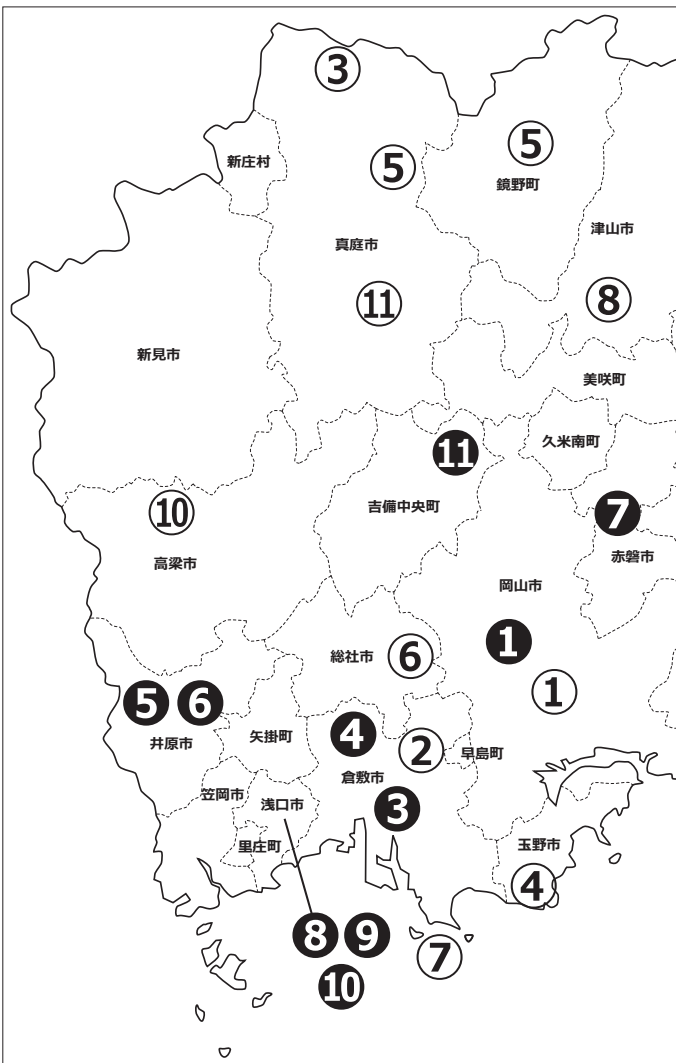 ③
新庄村
⑤
⑤
鏡野町
津山市
真庭市
⑪
⑧
新見市
美咲町
久米南町
⓫
⑩
吉備中央町
❼
高梁市
赤磐市
岡山市
❶
総社市
⑥
①
❺
❻
井原市
矢掛町
❹
②
早島町
倉敷市
笠岡市
浅口市
❸
里庄町
玉野市
④
❽
❾
⑦
❿